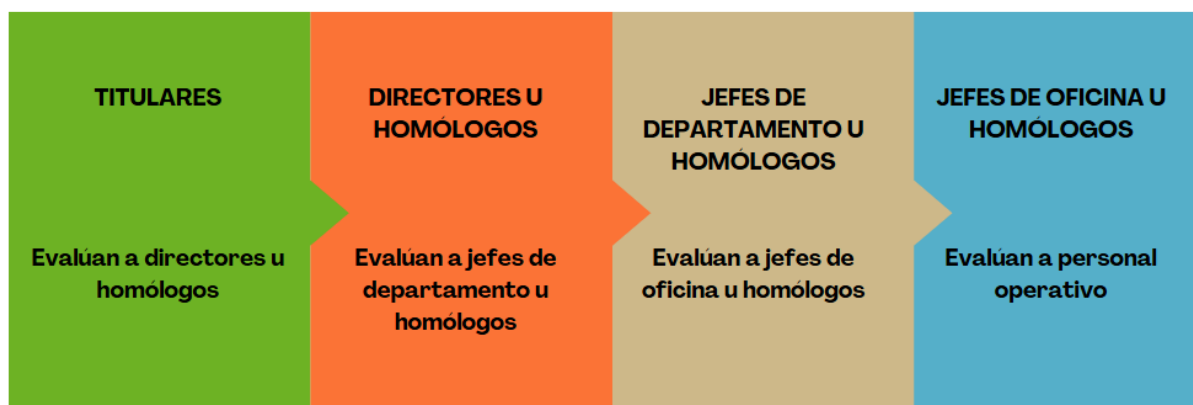 TITULARES
Evalúan a directores u
homólogos
DIRECTORES U
HOMÓLOGOS
Evalúan a jefes de
departamento u
homólogos
JEFES DE
DEPARTAMENTO U
HOMÓLOGOS
Evalúan a jefes de
oficina u homólogos
JEFES DE OFICINA U
HOMÓLOGOS
Evalúan a personal
operativo